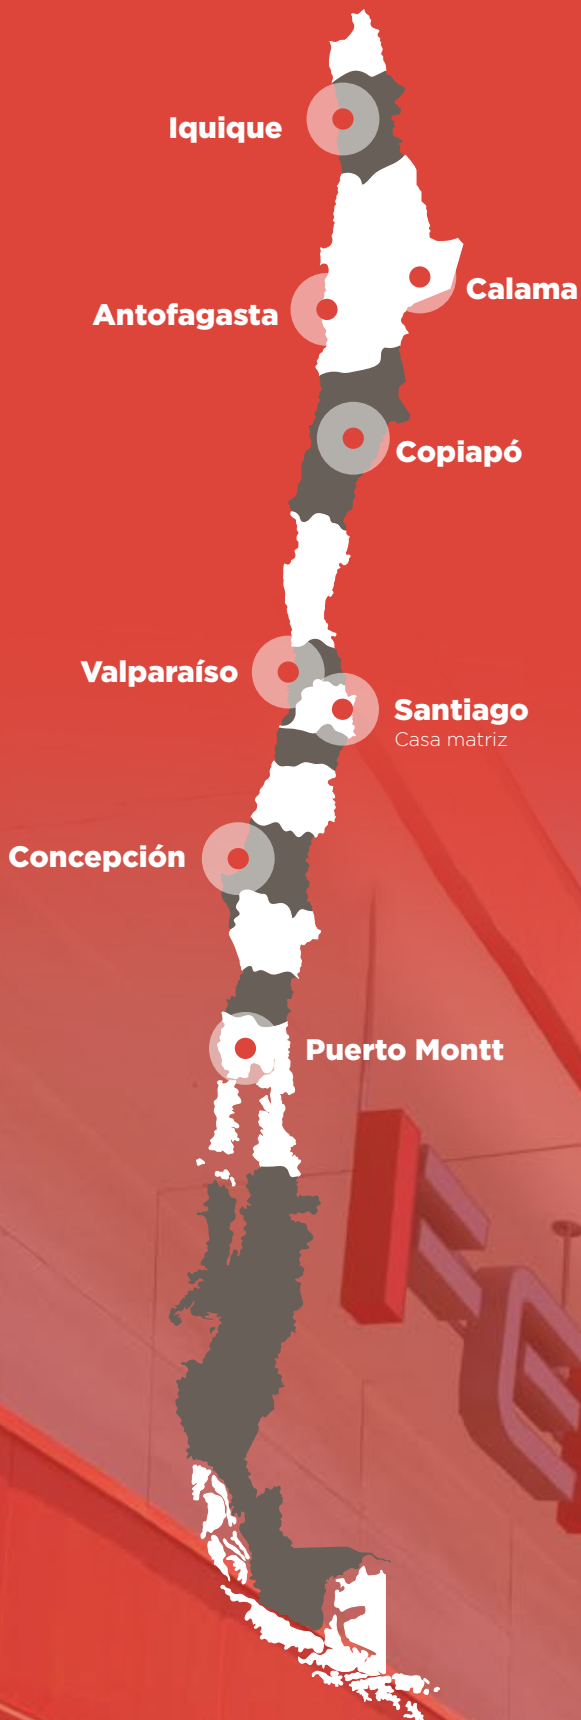 Iquique
Calama
Antofagasta
Copiapó
Valparaíso
Santiago
Casa matriz
Concepción
Puerto Montt